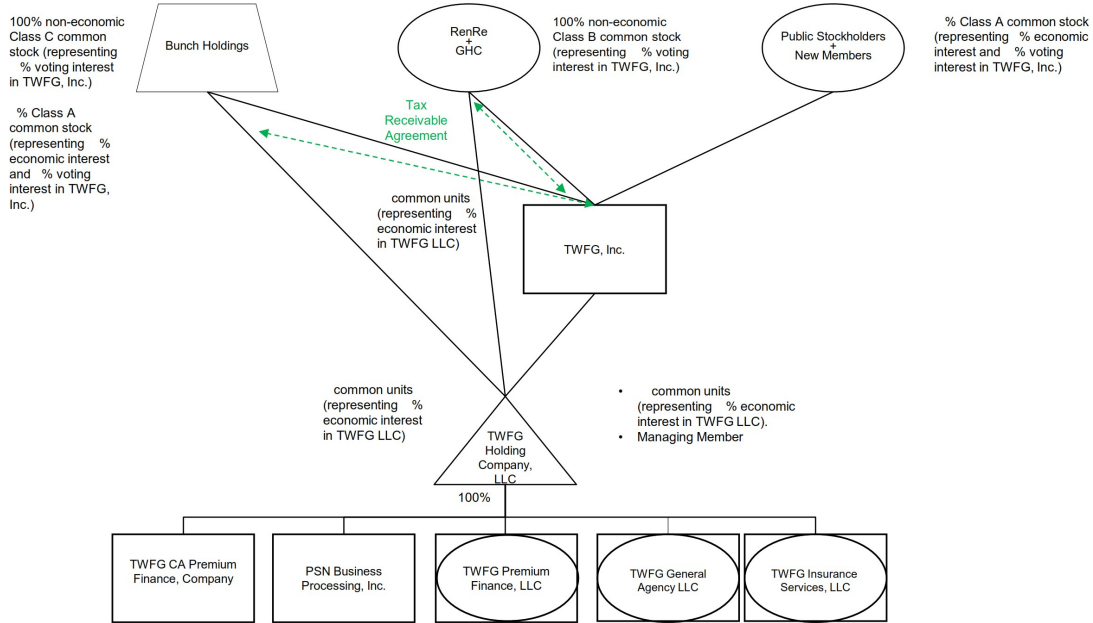 100% non-economic
Class C common
stock (representing
% voting interest
in TWFG, Inc.)
% Class A
common stock
(representing %
economic interest
and % voting
interest in TWFG,
Inc.)
Bunch Holdings
RenRe
+
GHC
100% non-economic
Class B common stock
(representing % voting
interest in TWFG, Inc.)
Public Stockholders
+
New Members
% Class A common stock
(representing % economic
interest and % voting
interest in TWFG, Inc.)
Tax
Receivable
Agreement
common units
(representing %
economic interest
in TWFG LLC)
TWFG, Inc.
common units
(representing %
economic interest
in TWFG LLC)
• common units
(representing % economic
interest in TWFG LLC).
• Managing Member
TWFG
Holding
Company,
LLC
100%
TWFG CA Premium
Finance, Company
PSN Business
Processing, Inc.
TWFG Premium
Finance, LLC
TWFG General
Agency LLC
TWFG Insurance
Services, LLC